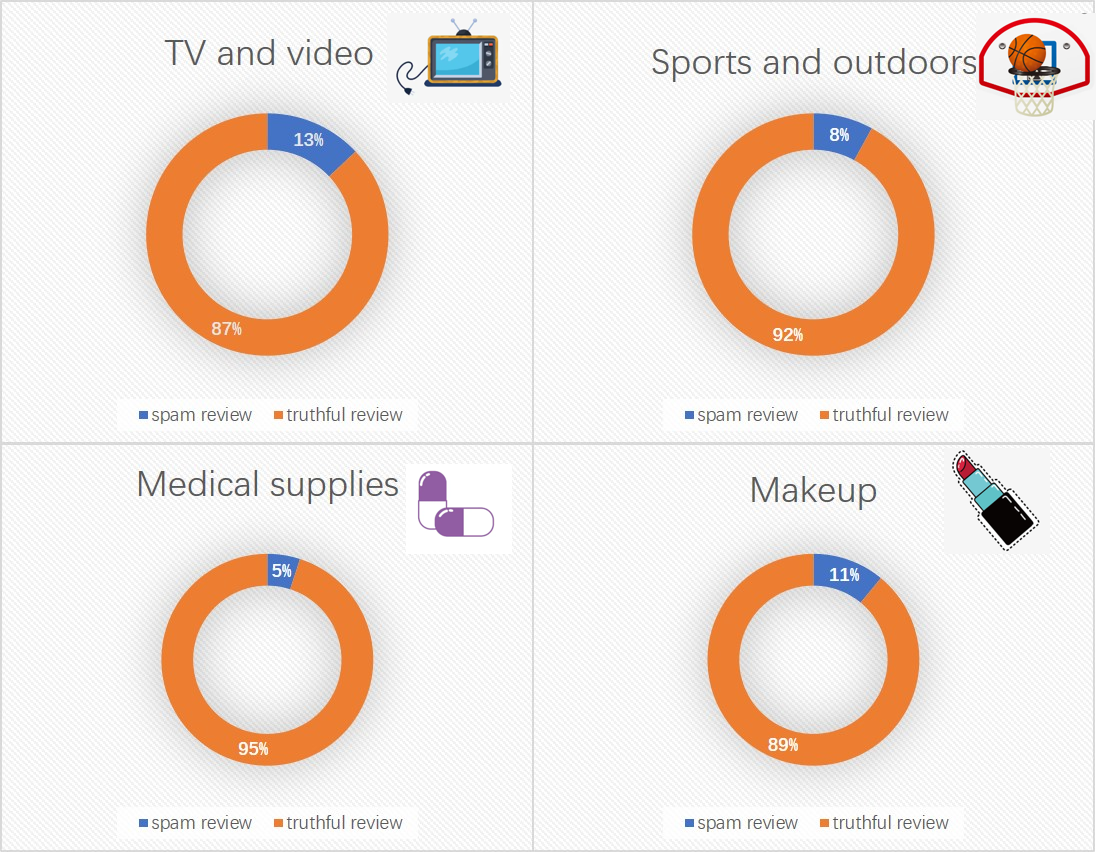 TV and video
13%
87%
spam review truthful review
Sports and outdoors
8%
92%
spam review truthful review
Medical supplies
5%
95%
spam review truthful review
Makeup
11%
89%
spam review truthful review